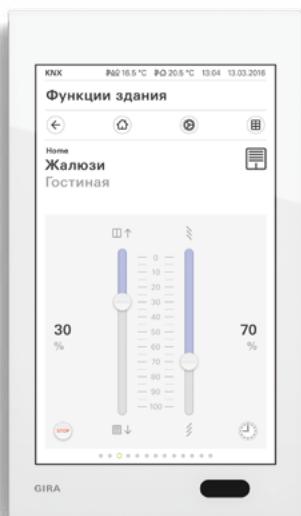 KNX 16.5 °C 20.5 °C 13:04 13.03.2016
Функции здания
Home
Жалюзи
Гостиная
0
10
20
30
40
50
60
70
80
90
100
30
%
70
%
STOP
GIRA